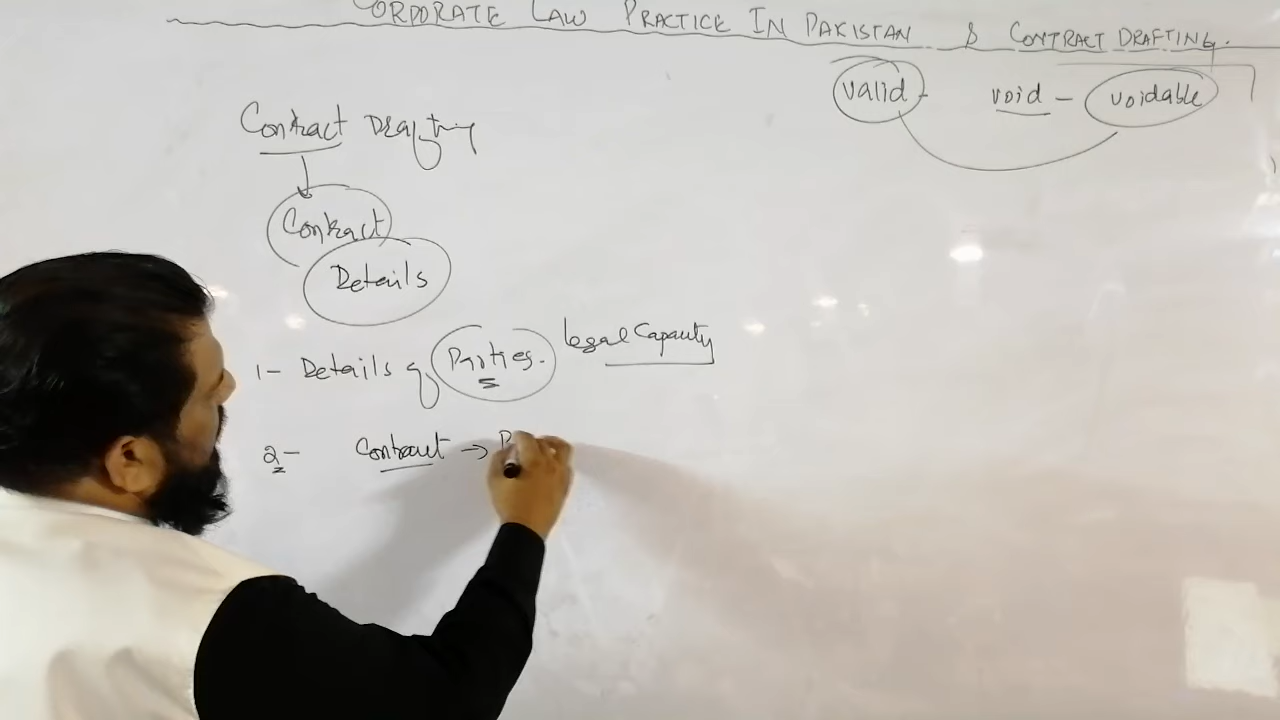 CORPORATE LAW PRACTICE IN PAKISTAN & CONTRACT DRAFTING.
valid - void - voidable
Contract Drafting
Contract
Details
1- Details of Parties. legal Capacity
2- Contract → P